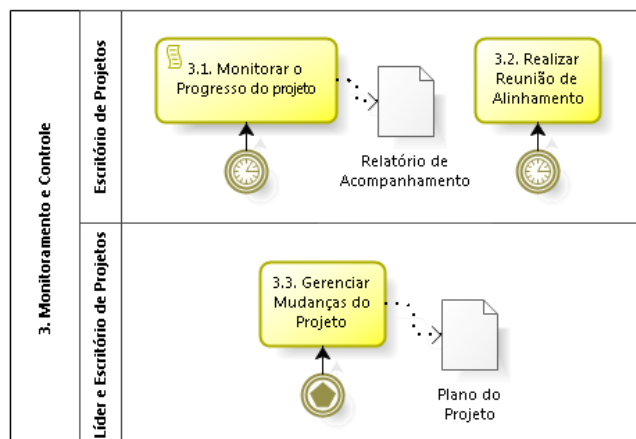 3. Monitoramento e Controle
Escritório de Projetos
3.1. Monitorar o
Progresso do projeto
Relatório de
Acompanhamento
3.2. Realizar
Reunião de
Alinhamento
Líder e Escritório de Projetos
3.3. Gerenciar
Mudanças do
Projeto
Plano do
Projeto